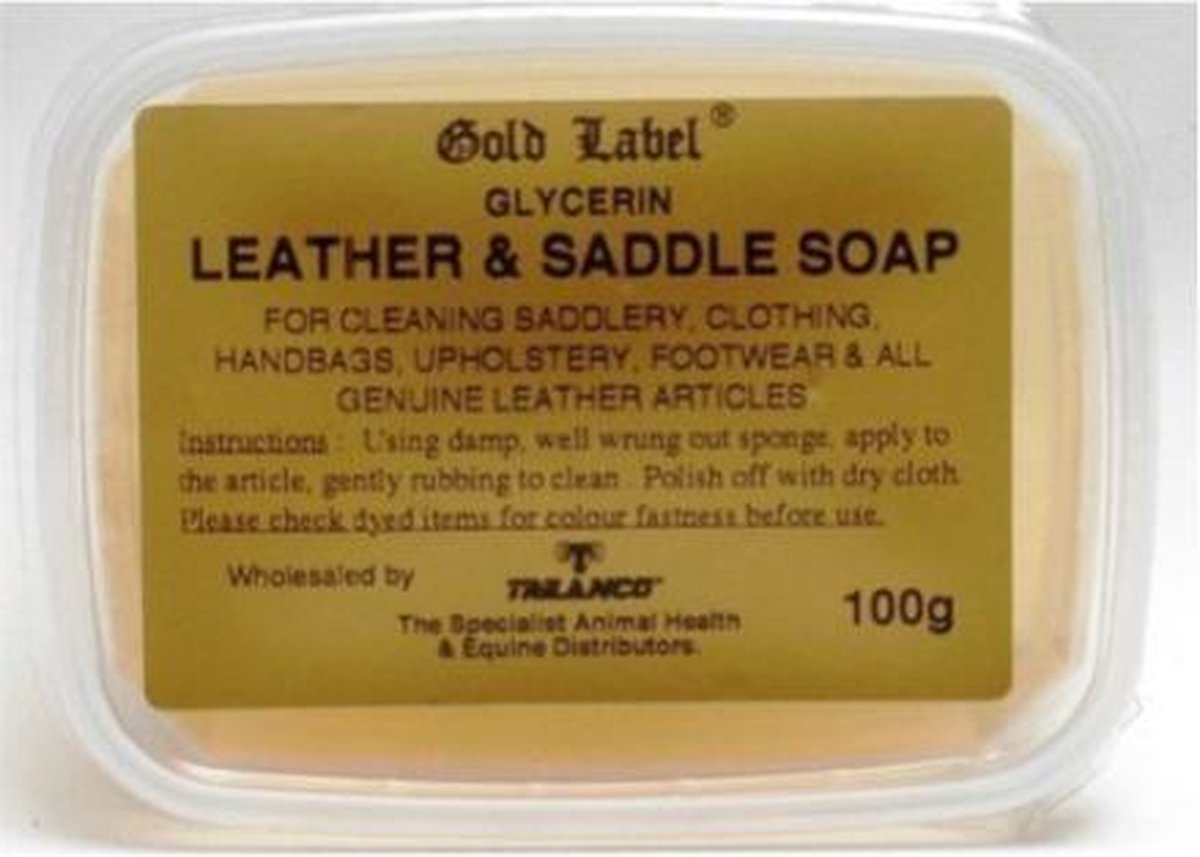 Gold Label®
GLYCERIN
LEATHER & SADDLE SOAP
FOR CLEANING SADDLERY, CLOTHING,
HANDBAGS, UPHOLSTERY, FOOTWEAR & ALL
GENUINE LEATHER ARTICLES
Instructions : Using damp, well wrung out sponge, apply to
the article, gently rubbing to clean. Polish off with dry cloth
Please check dyed items for colour fastness before use.
Wholesaled by
T
TRILANCO™
The Specialist Animal Health
& Equine Distributors.
100g